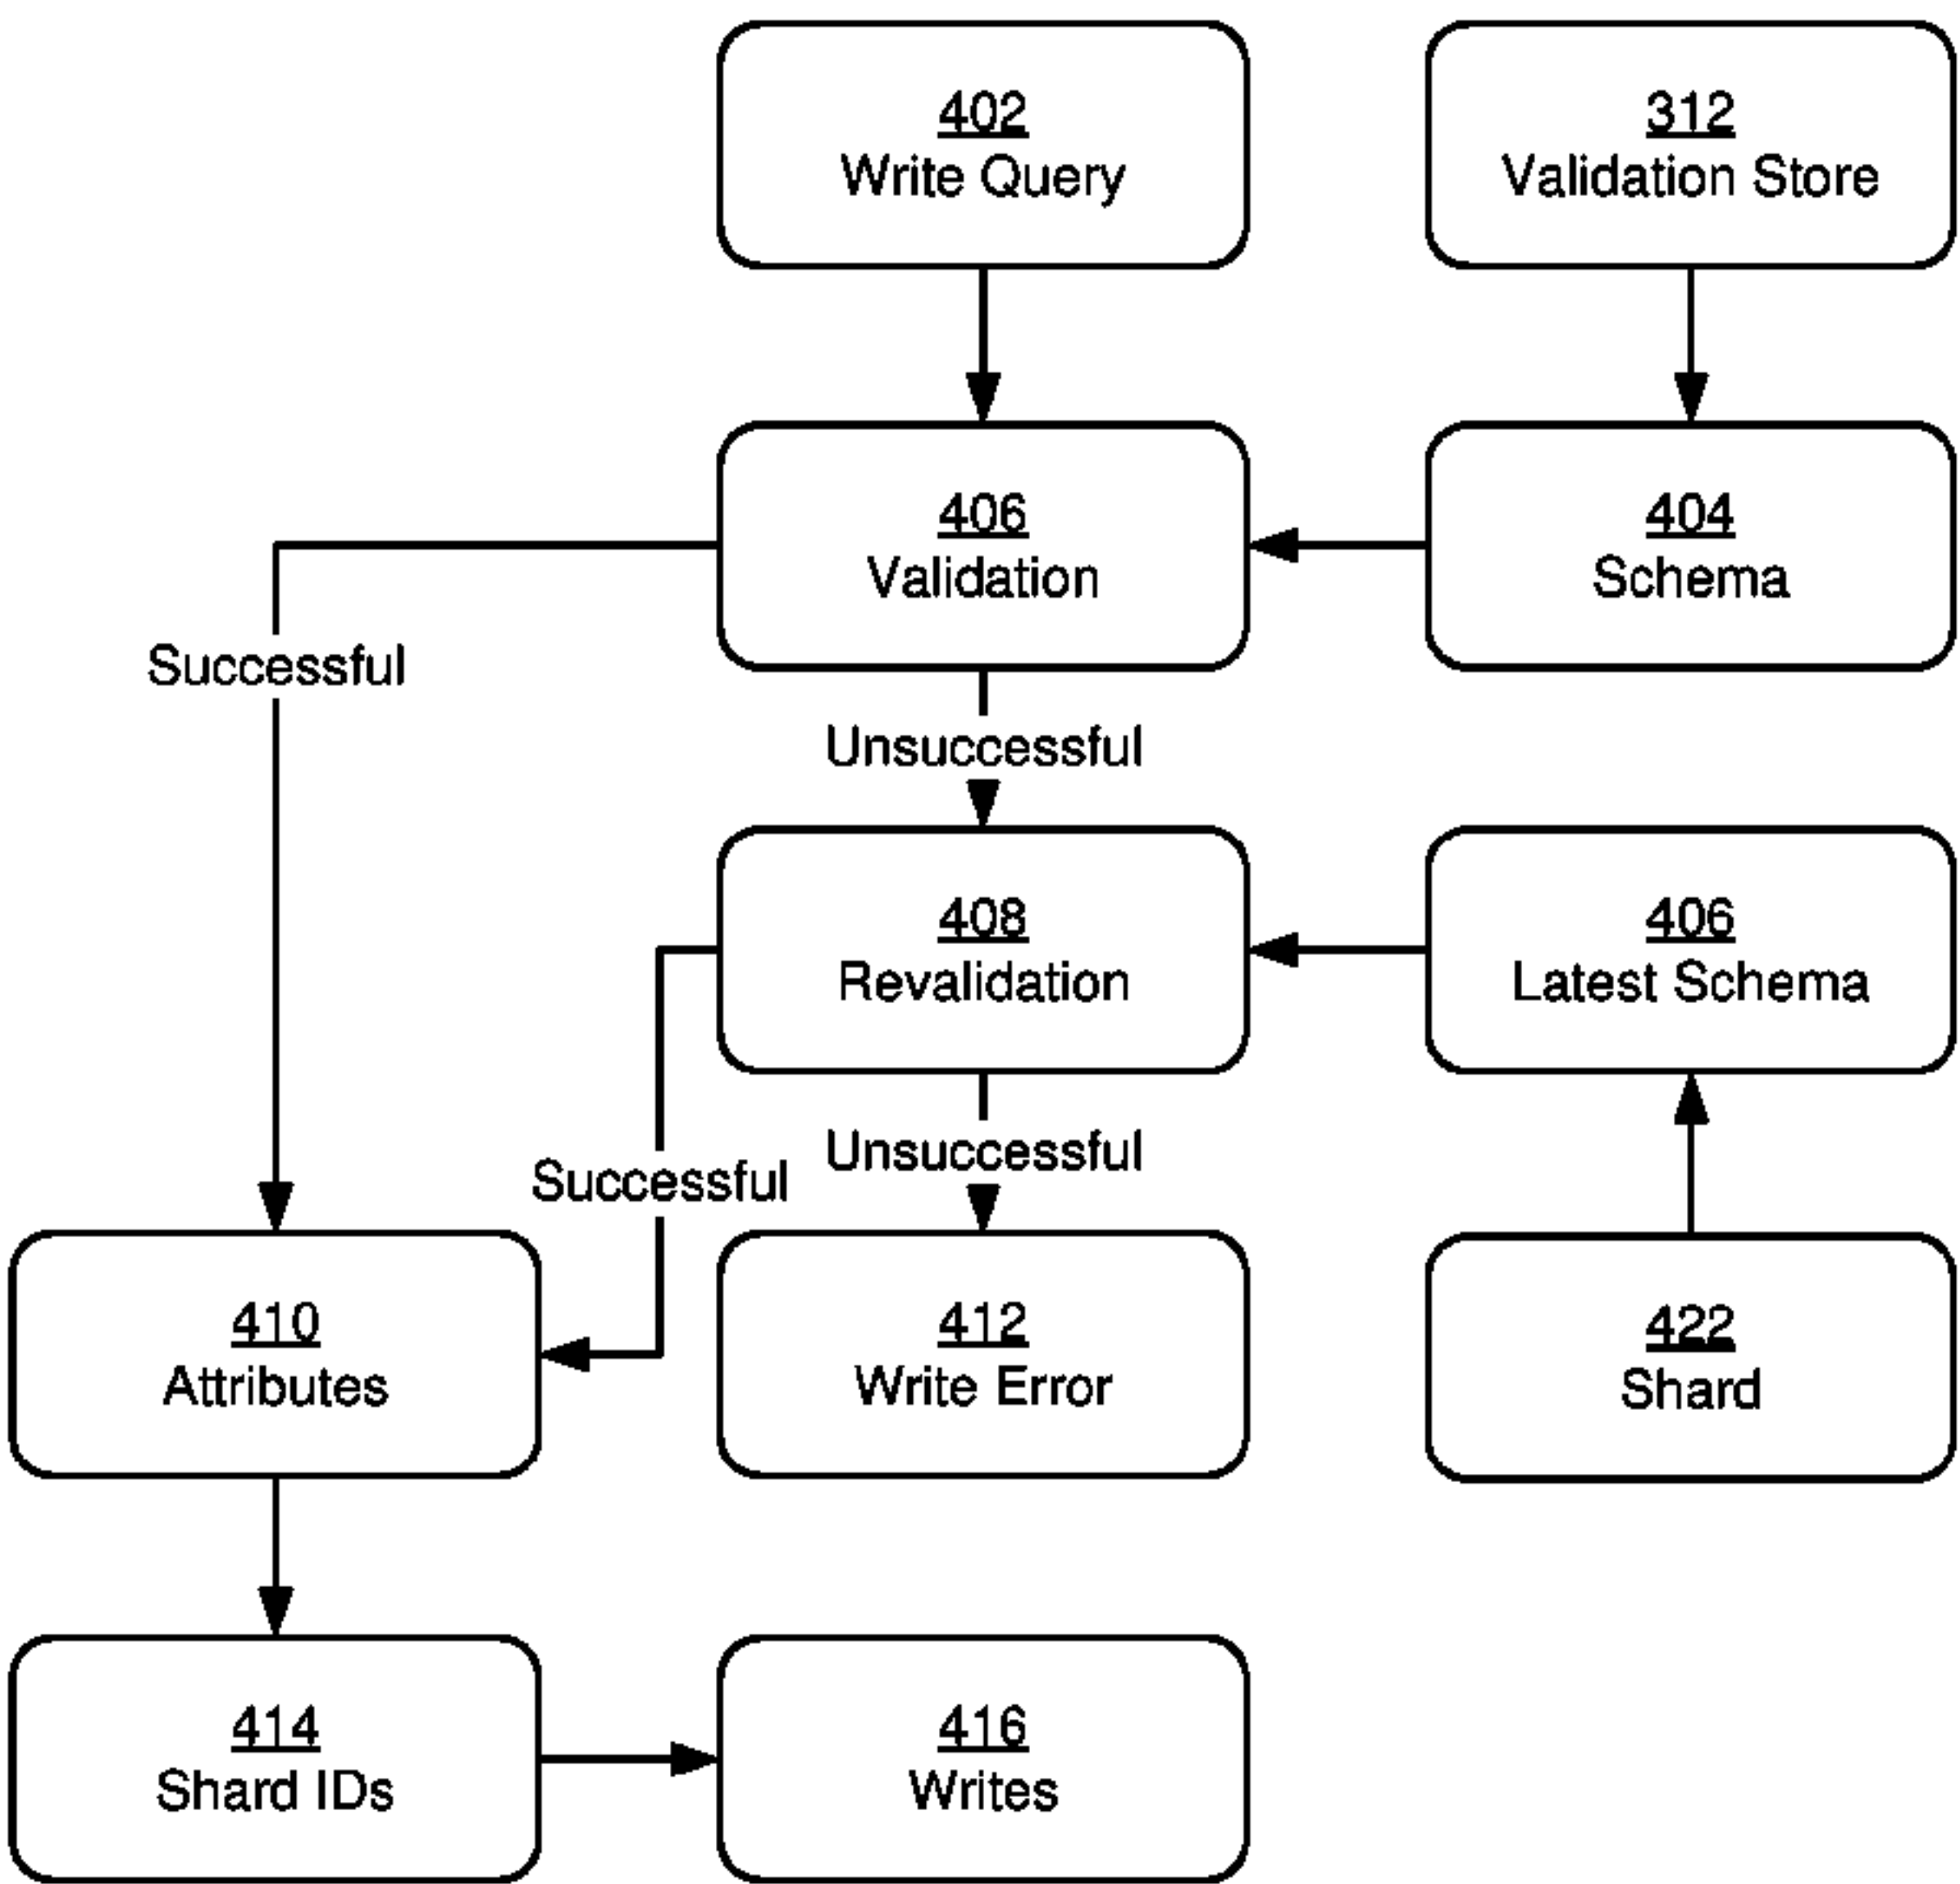 402
Write Query
312
Validation Store
406
Validation
404
Schema
Successful
Unsuccessful
408
Revalidation
406
Latest Schema
Successful
Unsuccessful
410
Attributes
412
Write Error
422
Shard
414
Shard IDs
416
Writes